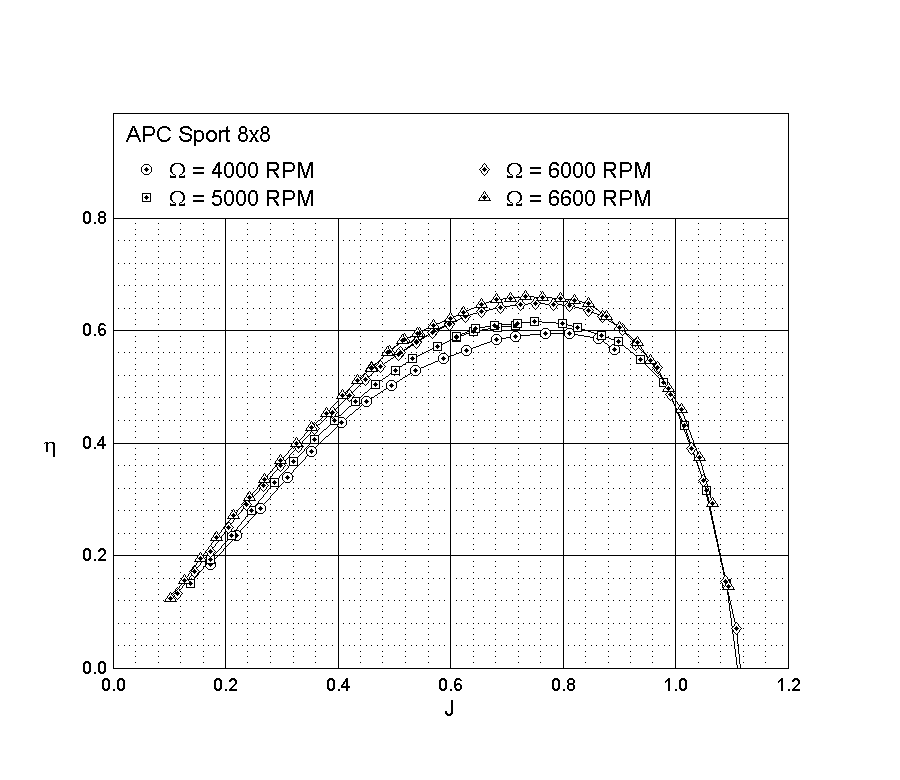 APC Sport 8x8
Ω = 4000 RPM
Ω = 6000 RPM
Ω = 5000 RPM
Ω = 6600 RPM
0.8
0.6
0.4
η
0.2
0.0
0.0 0.2 0.4 0.6 0.8 1.0 1.2
J